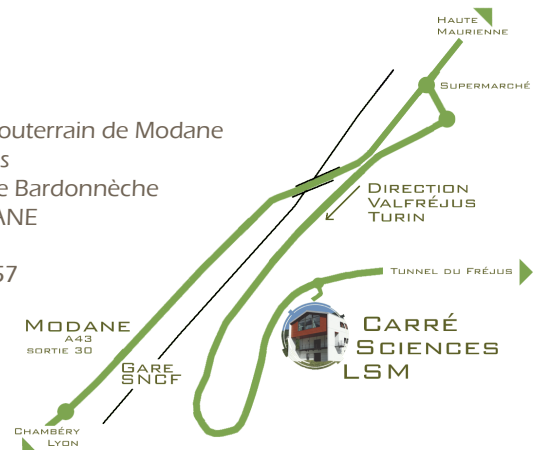 HAUTE
MAURIENNE
SUPERMARCHÉ
outerrain de Modane
s
e Bardonnèche
ANE
57
DIRECTION
VALFRÉJUS
TURIN
TUNNEL DU FRÉJUS
MODANE
A43
SORTIE 30
CARRÉ
SCIENCES
LSM
GARE
SNCF
CHAMBÉRY
LYON